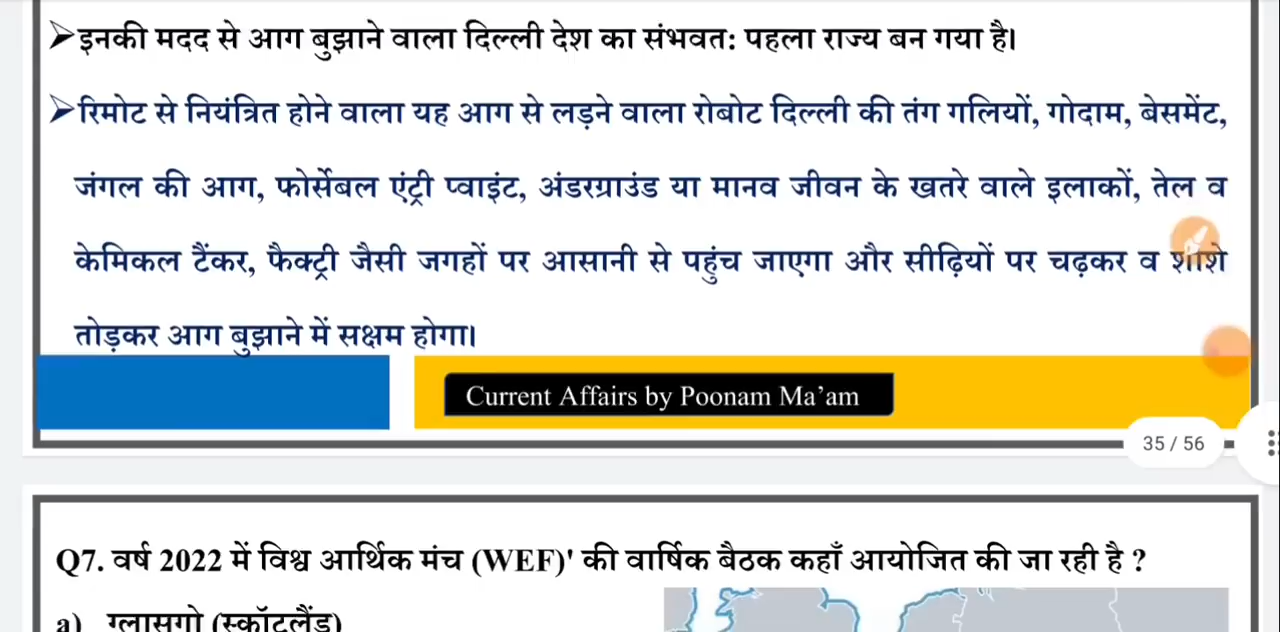 ➢इनकी मदद से आग बुझाने वाला दिल्ली देश का संभवत: पहला राज्य बन गया है।
➢रिमोट से नियंत्रित होने वाला यह आग से लड़ने वाला रोबोट दिल्ली की तंग गलियों, गोदाम, बेसमेंट,
जंगल की आग, फोर्सेबल एंट्री प्वाइंट, अंडरग्राउंड या मानव जीवन के खतरे वाले इलाकों, तेल व
केमिकल टैंकर, फैक्ट्री जैसी जगहों पर आसानी से पहुंच जाएगा और सीढ़ियों पर चढ़कर व शीशे
तोड़कर आग बुझाने में सक्षम होगा।
Current Affairs by Poonam Ma’am
35 / 56
Q7. वर्ष 2022 में विश्व आर्थिक मंच (WEF)' की वार्षिक बैठक कहाँ आयोजित की जा रही है ?
a) ग्लासगो (स्कॉटलैंड)